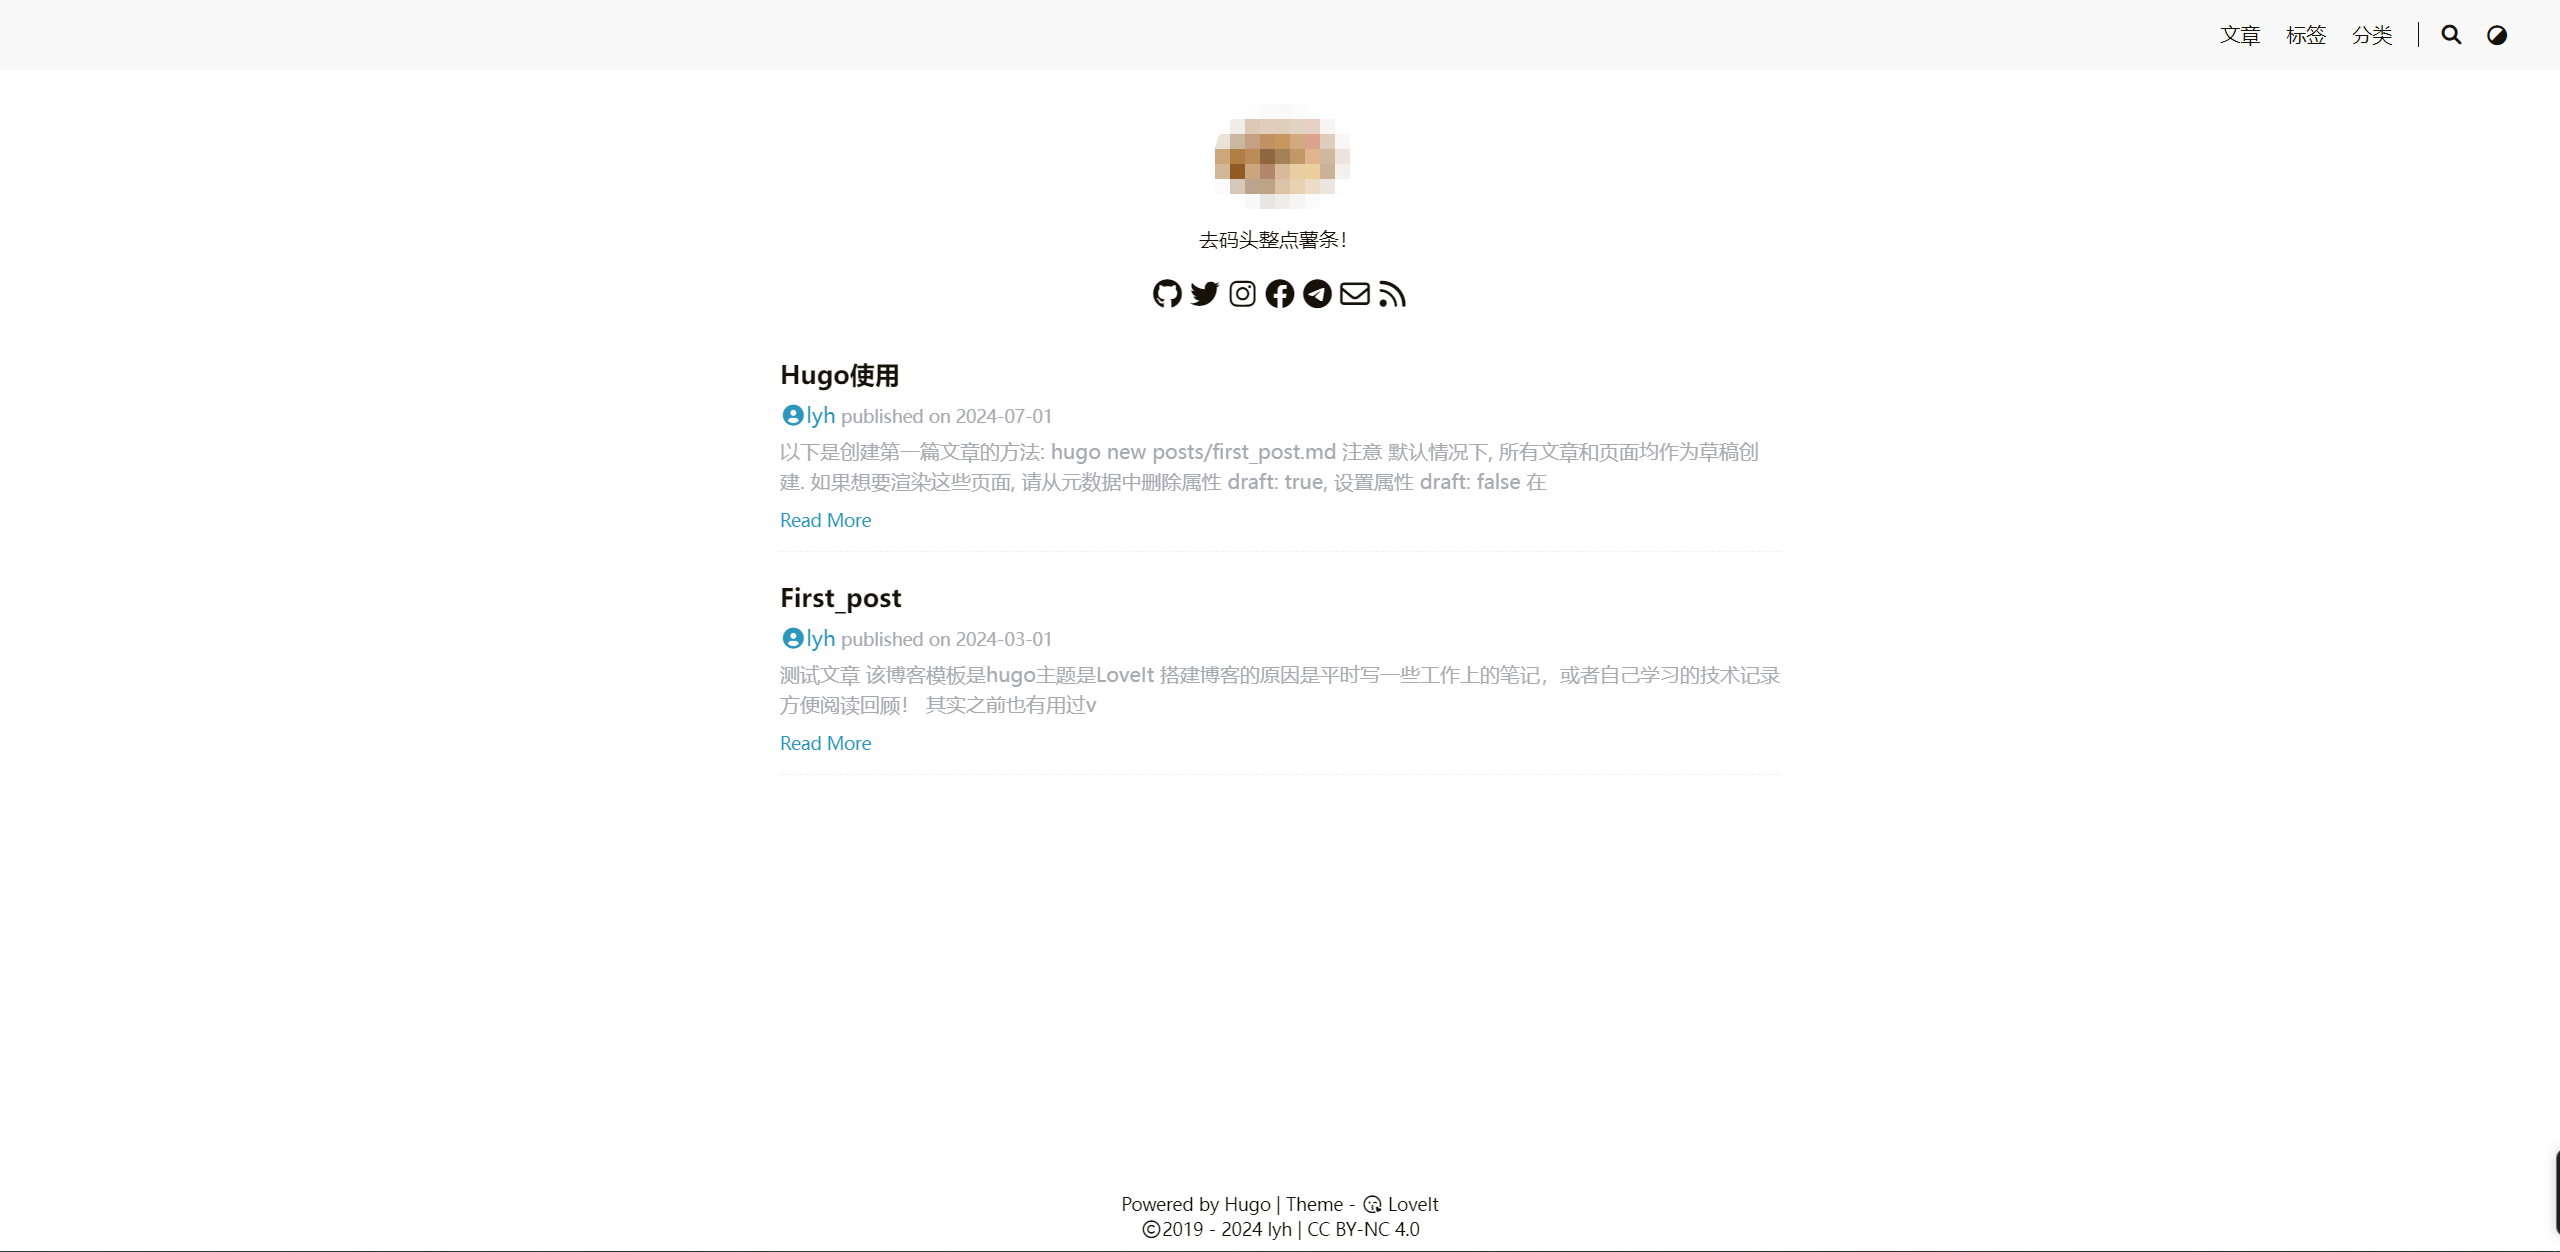 文章 标签 分类
去码头整点薯条！
Hugo使用
lyh published on 2024-07-01
以下是创建第一篇文章的方法: hugo new posts/first_post.md 注意 默认情况下, 所有文章和页面均作为草稿创
建. 如果想要渲染这些页面, 请从元数据中删除属性 draft: true, 设置属性 draft: false 在
Read More
First_post
lyh published on 2024-03-01
测试文章 该博客模板是hugo主题是LoveIt 搭建博客的原因是平时写一些工作上的笔记，或者自己学习的技术记录
方便阅读回顾！ 其实之前也有用过v
Read More
Powered by Hugo | Theme - LoveIt
©2019 - 2024 lyh | CC BY-NC 4.0